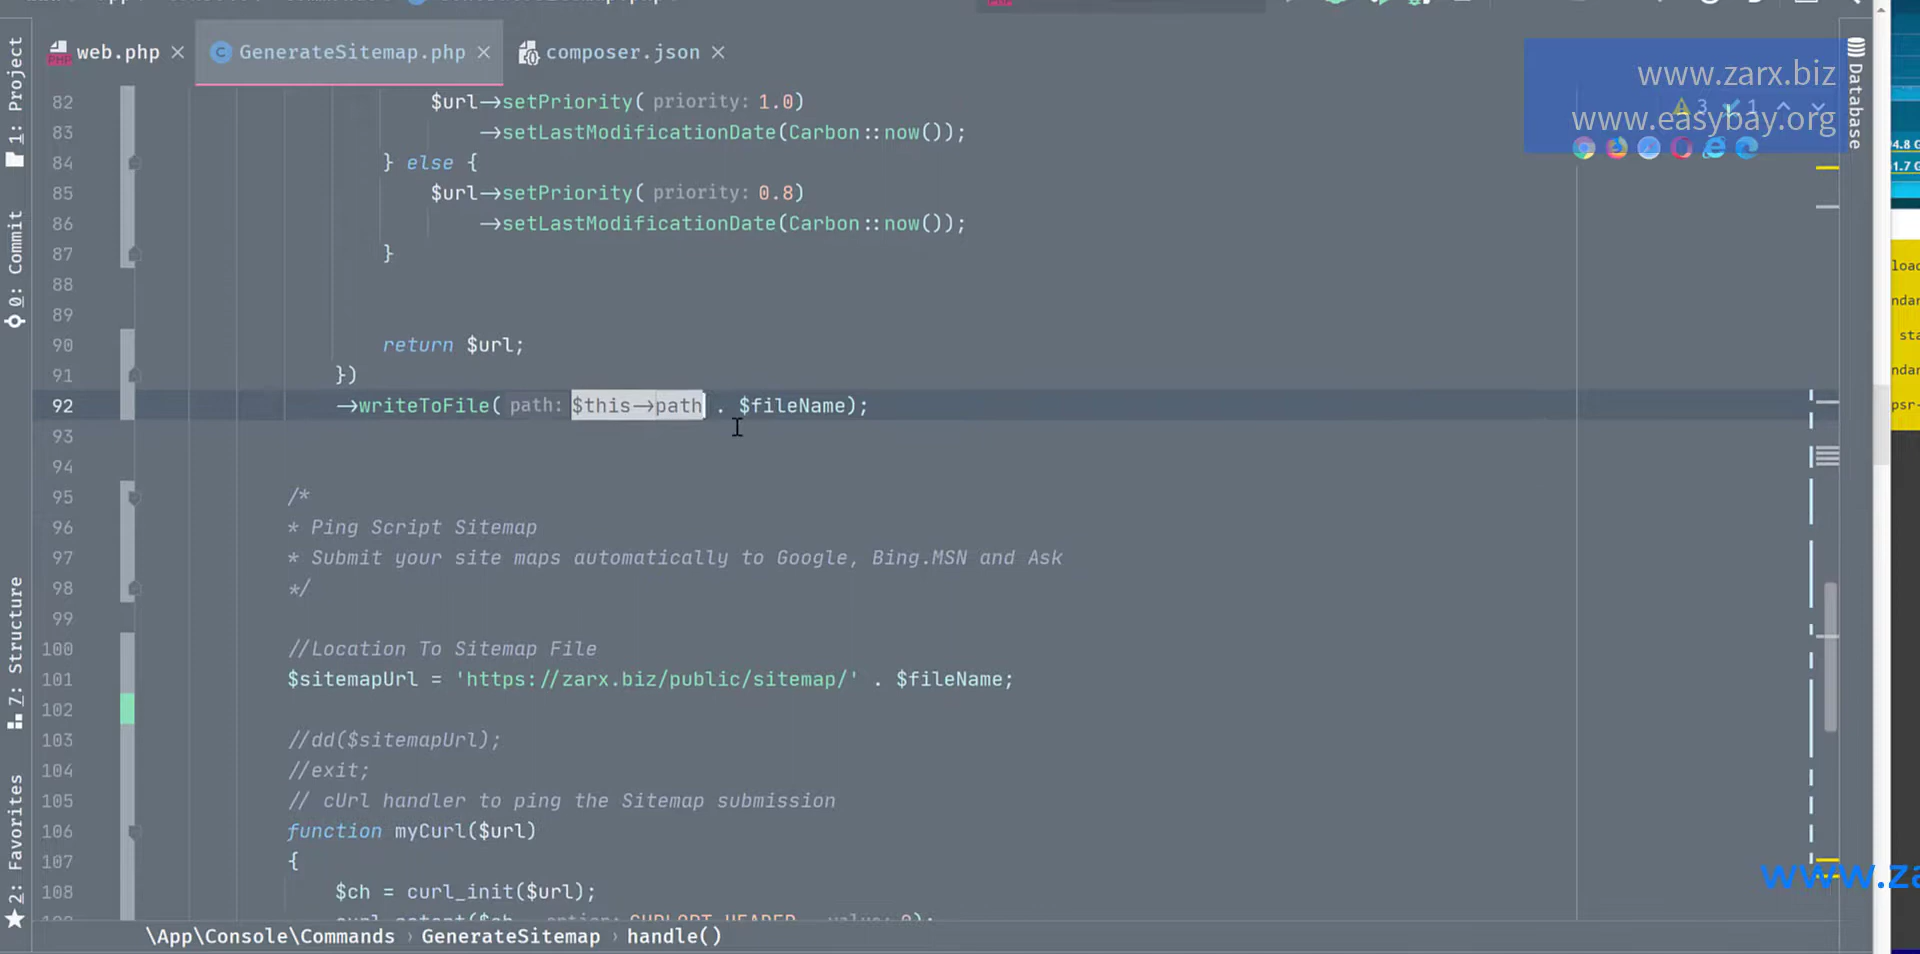 web.php
GenerateSitemap.php
composer.json
www.zarx.biz
www.easybay.org
3 1
1: Project
0: Commit
7: Structure
2: Favorites
Database
82 $url->setPriority( priority: 1.0)
83 ->setLastModificationDate(Carbon::now());
84 } else {
85 $url->setPriority( priority: 0.8)
86 ->setLastModificationDate(Carbon::now());
87 }
88
89
90 return $url;
91 })
92 ->writeToFile( path: $this->path . $fileName);
93
94
95 /*
96 * Ping Script Sitemap
97 * Submit your site maps automatically to Google, Bing.MSN and Ask
98 */
99
100 //Location To Sitemap File
101 $sitemapUrl = 'https://zarx.biz/public/sitemap/' . $fileName;
102
103 //dd($sitemapUrl);
104 //exit;
105 // cUrl handler to ping the Sitemap submission
106 function myCurl($url)
107 {
108 $ch = curl_init($url);
\App\Console\Commands › GenerateSitemap › handle()
www.za